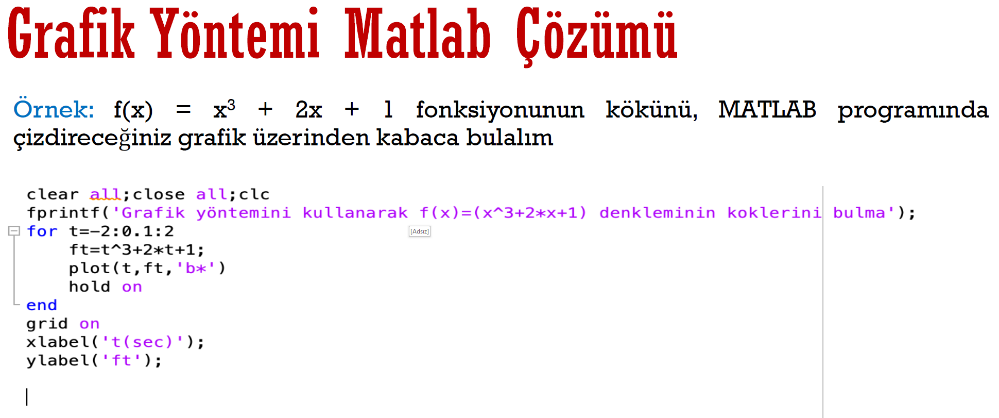 Grafik Yöntemi Matlab Çözümü
Örnek: f(x) = x³ + 2x + 1 fonksiyonunun kökünü, MATLAB programında
çizdireceğiniz grafik üzerinden kabaca bulalım
clear all;close all;clc
fprintf('Grafik yöntemini kullanarak f(x)=(x^3+2*x+1) denkleminin koklerini bulma');
for t=-2:0.1:2
[Adsız]
ft=t^3+2*t+1;
plot(t,ft,'b*')
hold on
end
grid on
xlabel('t(sec)');
ylabel('ft');